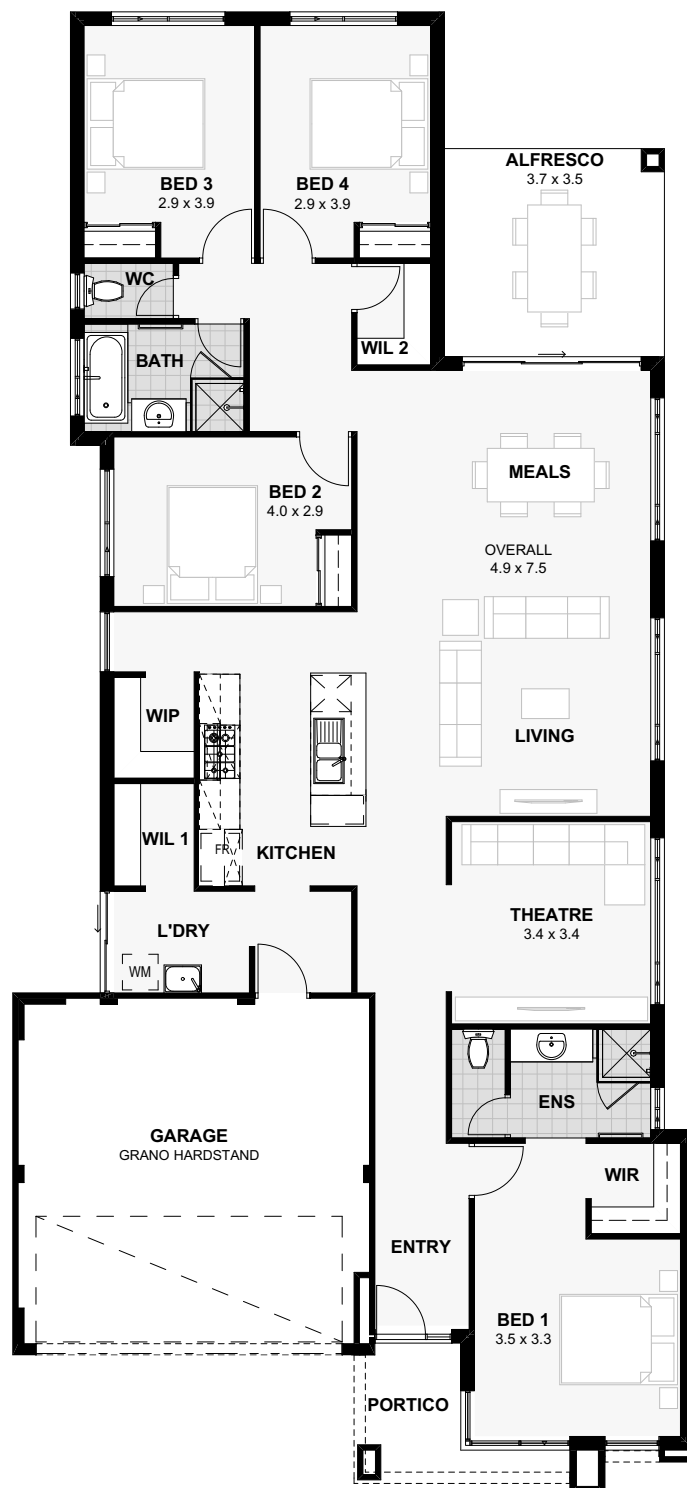 ALFRESCO
3.7 x 3.5
BED 3
2.9 x 3.9
BED 4
2.9 x 3.9
WC
WIL 2
BATH
BED 2
4.0 x 2.9
MEALS
OVERALL
4.9 x 7.5
WIP
LIVING
WIL 1
FR
KITCHEN
THEATRE
3.4 x 3.4
L'DRY
WM
ENS
GARAGE
GRANO HARDSTAND
WIR
ENTRY
BED 1
3.5 x 3.3
PORTICO